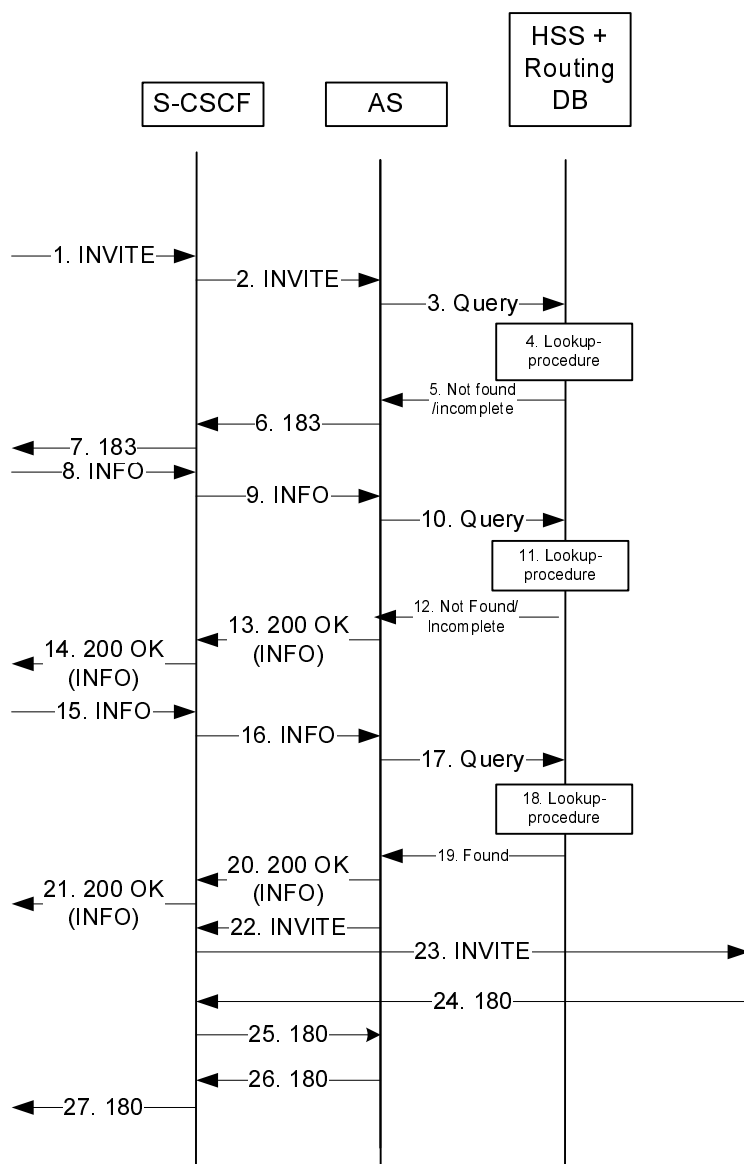 HSS +
Routing
DB
S-CSCF
AS
1. INVITE
2. INVITE
3. Query
4. Lookup-
procedure
5. Not found
/incomplete
6. 183
7. 183
8. INFO
9. INFO
10. Query
11. Lookup-
procedure
12. Not Found/
Incomplete
13. 200 OK
(INFO)
14. 200 OK
(INFO)
15. INFO
16. INFO
17. Query
18. Lookup-
procedure
19. Found
20. 200 OK
(INFO)
21. 200 OK
(INFO)
22. INVITE
23. INVITE
24. 180
25. 180
26. 180
27. 180